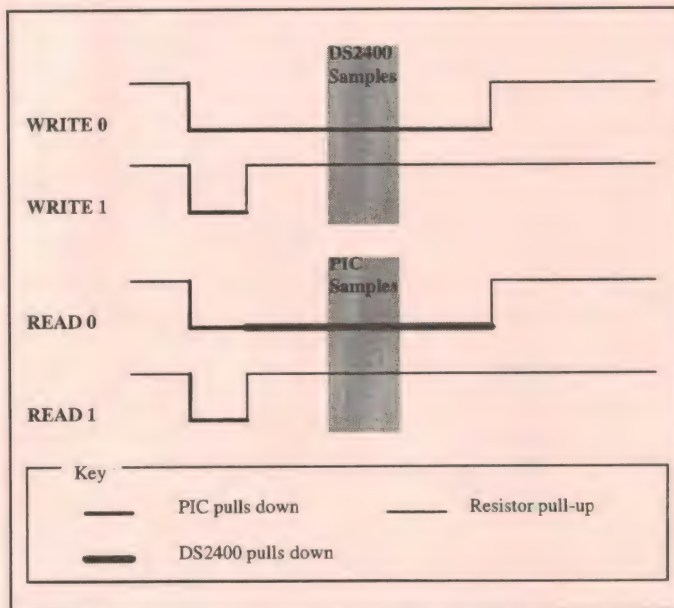 DS2400
Samples
WRITE 0
WRITE 1
PIC
Samples
READ 0
READ 1
Key
PIC pulls down
Resistor pull-up
DS2400 pulls down